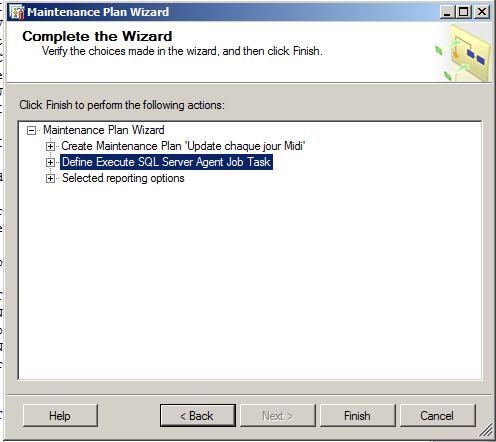 Maintenance Plan Wizard
Complete the Wizard
Verify the choices made in the wizard, and then click Finish.
Click Finish to perform the following actions:
Maintenance Plan Wizard
Create Maintenance Plan 'Update chaque jour Midi'
Define Execute SQL Server Agent Job Task
Selected reporting options
Help
< Back
Next >
Finish
Cancel